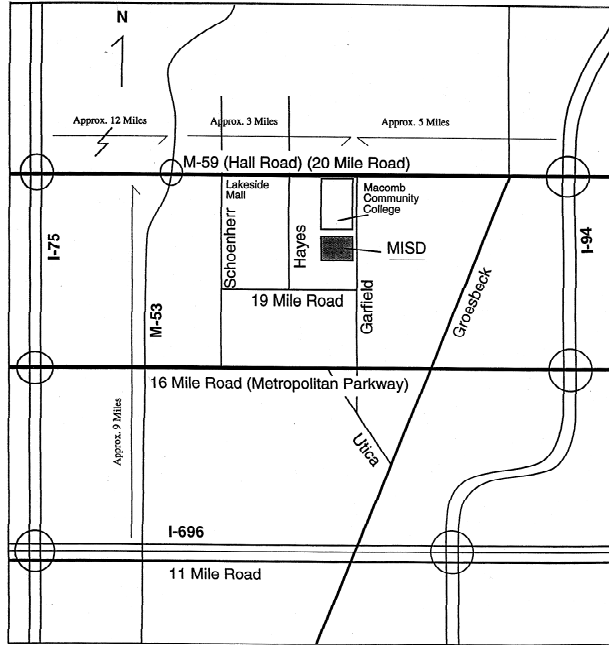 N
Approx. 12 Miles
Approx. 3 Miles
Approx. 5 Miles
M-59 (Hall Road) (20 Mile Road)
Lakeside
Mall
Macomb
Community
College
MISD
I-75
M-53
Schoenherr
Hayes
Garfield
Groesbeck
I-94
19 Mile Road
16 Mile Road (Metropolitan Parkway)
Approx. 9 Miles
Utica
I-696
11 Mile Road